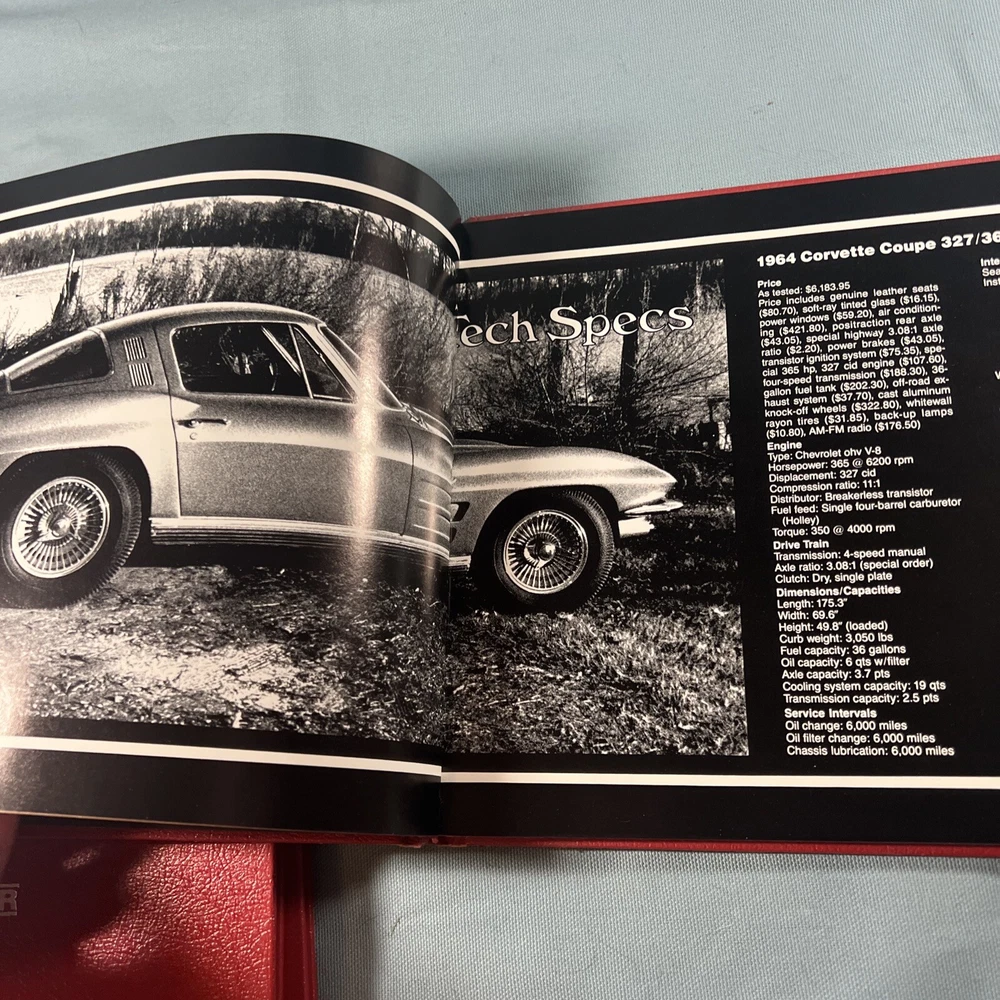 Tech Specs
1964 Corvette Coupe 327/36
Price
As tested: $6,183.95
Price includes genuine leather seats
($80.70), soft-ray tinted glass ($16.15),
power windows ($59.20), air condition-
ing ($421.80), positraction rear axle
($43.05), special highway 3.08:1 axle
ratio ($2.20), power brakes ($43.05),
transistor ignition system ($75.35), spe-
cial 365 hp, 327 cid engine ($107.60),
four-speed transmission ($188.30), 36-
gallon fuel tank ($202.30), off-road ex-
haust system ($37.70), cast aluminum
knock-off wheels ($322.80), whitewall
rayon tires ($31.85), back-up lamps
($10.80), AM-FM radio ($176.50)
Engine
Type: Chevrolet ohv V-8
Horsepower: 365 @ 6200 rpm
Displacement: 327 cid
Compression ratio: 11:1
Distributor: Breakerless transistor
Fuel feed: Single four-barrel carburetor
(Holley)
Torque: 350 @ 4000 rpm
Drive Train
Transmission: 4-speed manual
Axle ratio: 3.08:1 (special order)
Clutch: Dry, single plate
Dimensions/Capacities
Length: 175.3"
Width: 69.6"
Height: 49.8" (loaded)
Curb weight: 3,050 lbs
Fuel capacity: 36 gallons
Oil capacity: 6 qts w/filter
Axle capacity: 3.7 pts
Cooling system capacity: 19 qts
Transmission capacity: 2.5 pts
Service Intervals
Oil change: 6,000 miles
Oil filter change: 6,000 miles
Chassis lubrication: 6,000 miles
Inte
Sea
Inst
W
R